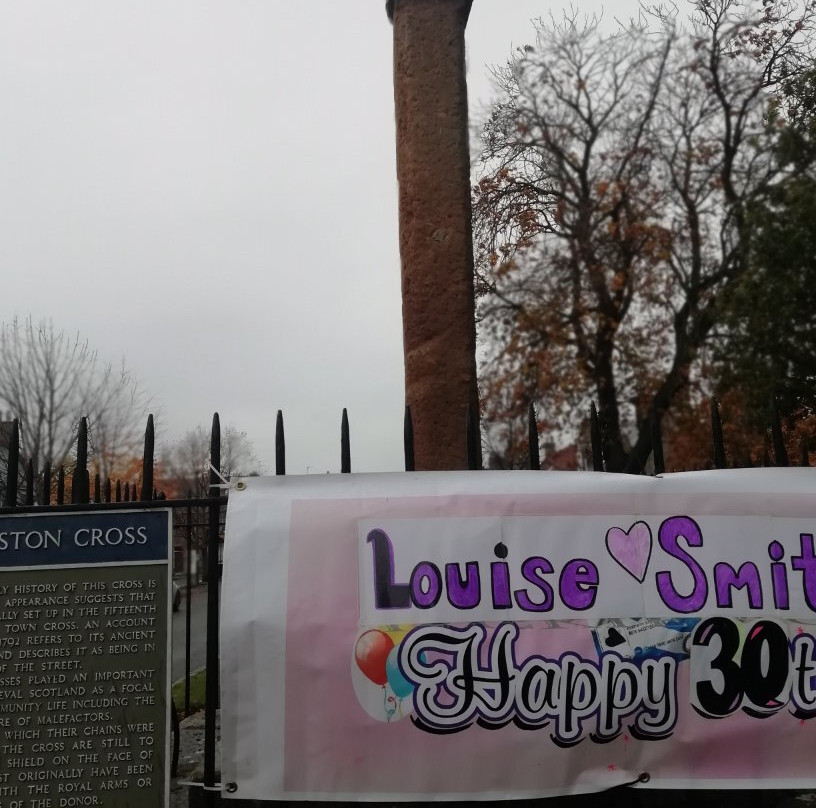 STON CROSS
LY HISTORY OF THIS CROSS IS
APPEARANCE SUGGESTS THAT
ALLY SET UP IN THE FIFTEENTH
TOWN CROSS. AN ACCOUNT
1702 REFERS TO ITS ANCIENT
ND DESCRIBES IT AS BEING IN
OF THE STREET.
SSES PLAYED AN IMPORTANT
EVAL SCOTLAND AS A FOCAL
MUNITY LIFE INCLUDING THE
RE OF MALEFACTORS.
WHICH THEIR CHAINS WERE
THE CROSS ARE STILL TO
SHIELD ON THE FACE OF
ST ORIGINALLY HAVE BEEN
ITH THE ROYAL ARMS OR
S OF THE DONOR.
Louise Smit
Happy 30t